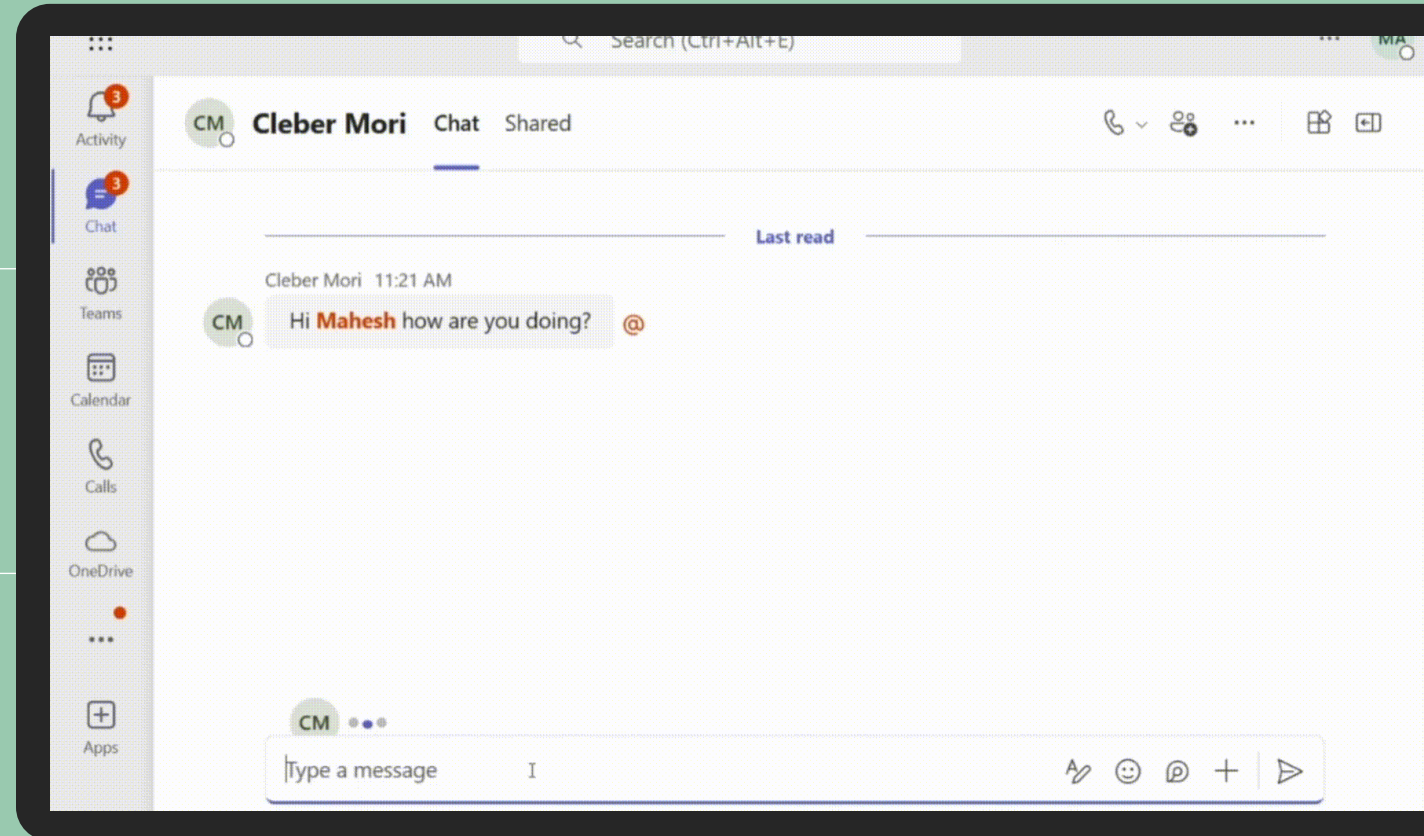 Search (Ctrl+Alt+E)
MA
3
Activity
CM
Cleber Mori
Chat
Shared
3
Chat
Last read
Teams
Cleber Mori 11:21 AM
CM
Hi Mahesh how are you doing? @
Calendar
Calls
OneDrive
Apps
CM
Type a message